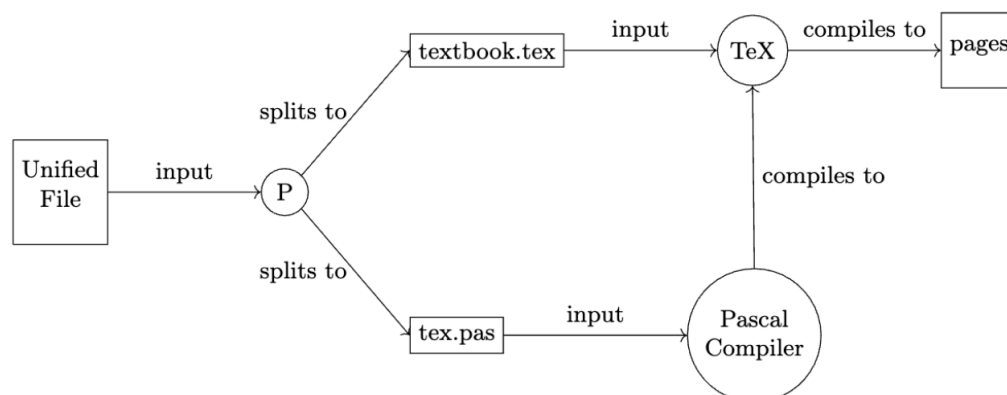 input
compiles to
textbook.tex
TeX
pages
splits to
Unified
File
input
P
compiles to
splits to
tex.pas
input
Pascal
Compiler